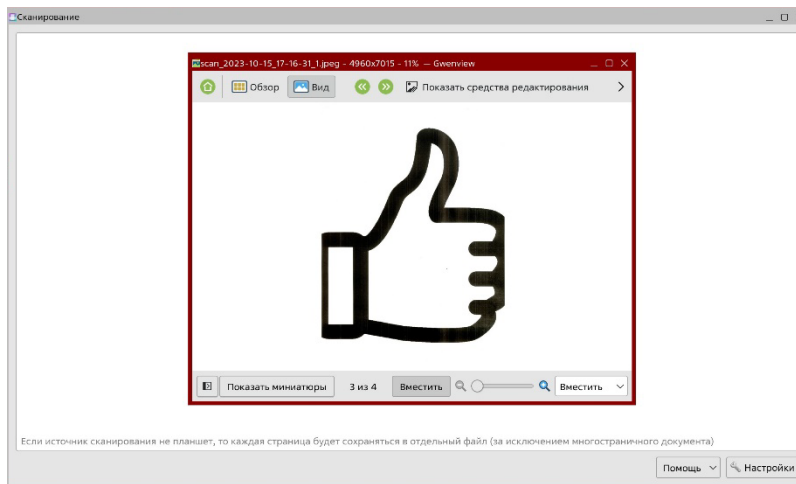 Сканирование
scan_2023-10-15_17-16-31_1.jpeg - 4960x7015 - 11% — Gwenview
Обзор Вид Показать средства редактирования
Показать миниатюры 3 из 4 Вместить Вместить
Если источник сканирования не планшет, то каждая страница будет сохраняться в отдельный файл (за исключением многостраничного документа)
Помощь Настройки